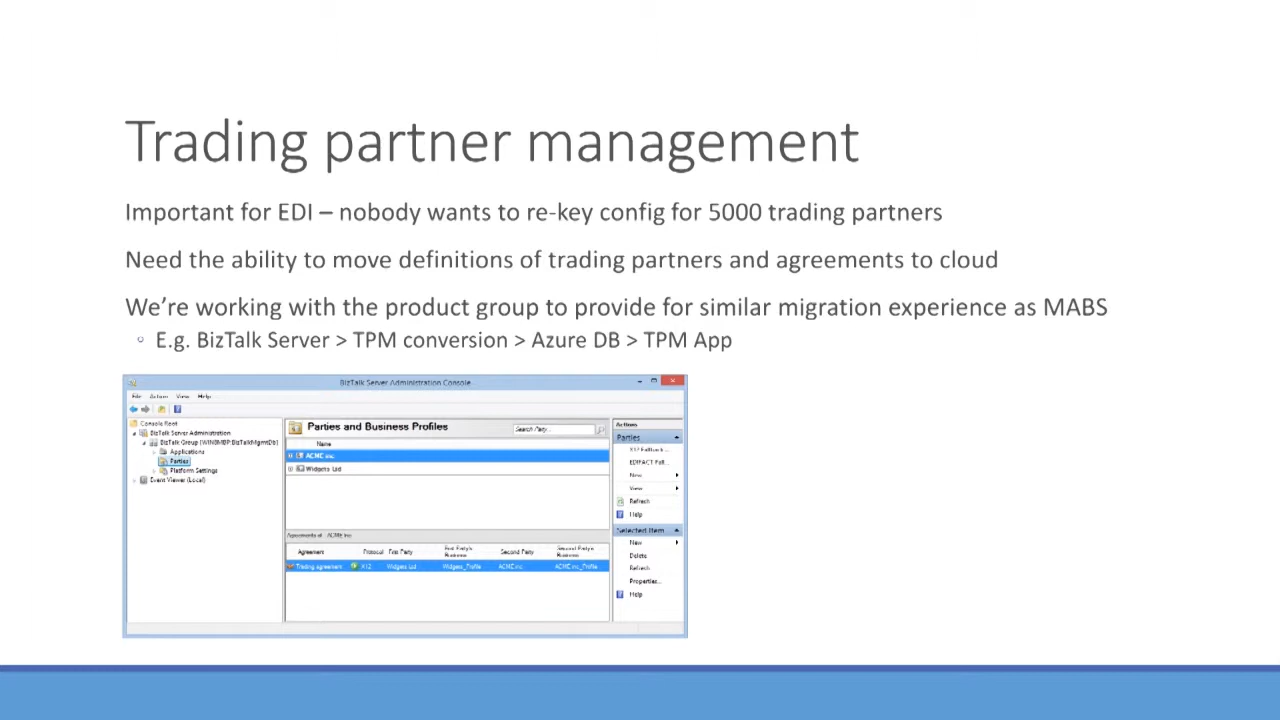 Trading partner management
Important for EDI – nobody wants to re-key config for 5000 trading partners
Need the ability to move definitions of trading partners and agreements to cloud
We’re working with the product group to provide for similar migration experience as MABS
E.g. BizTalk Server > TPM conversion > Azure DB > TPM App
BizTalk Server Administration Console
File Action View Help
Console Root
BizTalk Server Administration
BizTalk Group (WIN8MBP:BizTalkMgmtDb)
Applications
Parties
Platform Settings
Event Viewer (Local)
Parties and Business Profiles
Search Party...
Name
ACME inc
Widgets Ltd
Agreements of : ACME inc
Agreement Protocol First Party First Party's Business Second Party Second Party's Business
Trading agreement X12 Widgets Ltd Widgets_Profile ACME inc ACME inc_Profile
Actions
Parties
X12 Fallback...
EDIFACT Fall...
New
View
Refresh
Help
Selected Item
New
Delete
Refresh
Properties...
Help